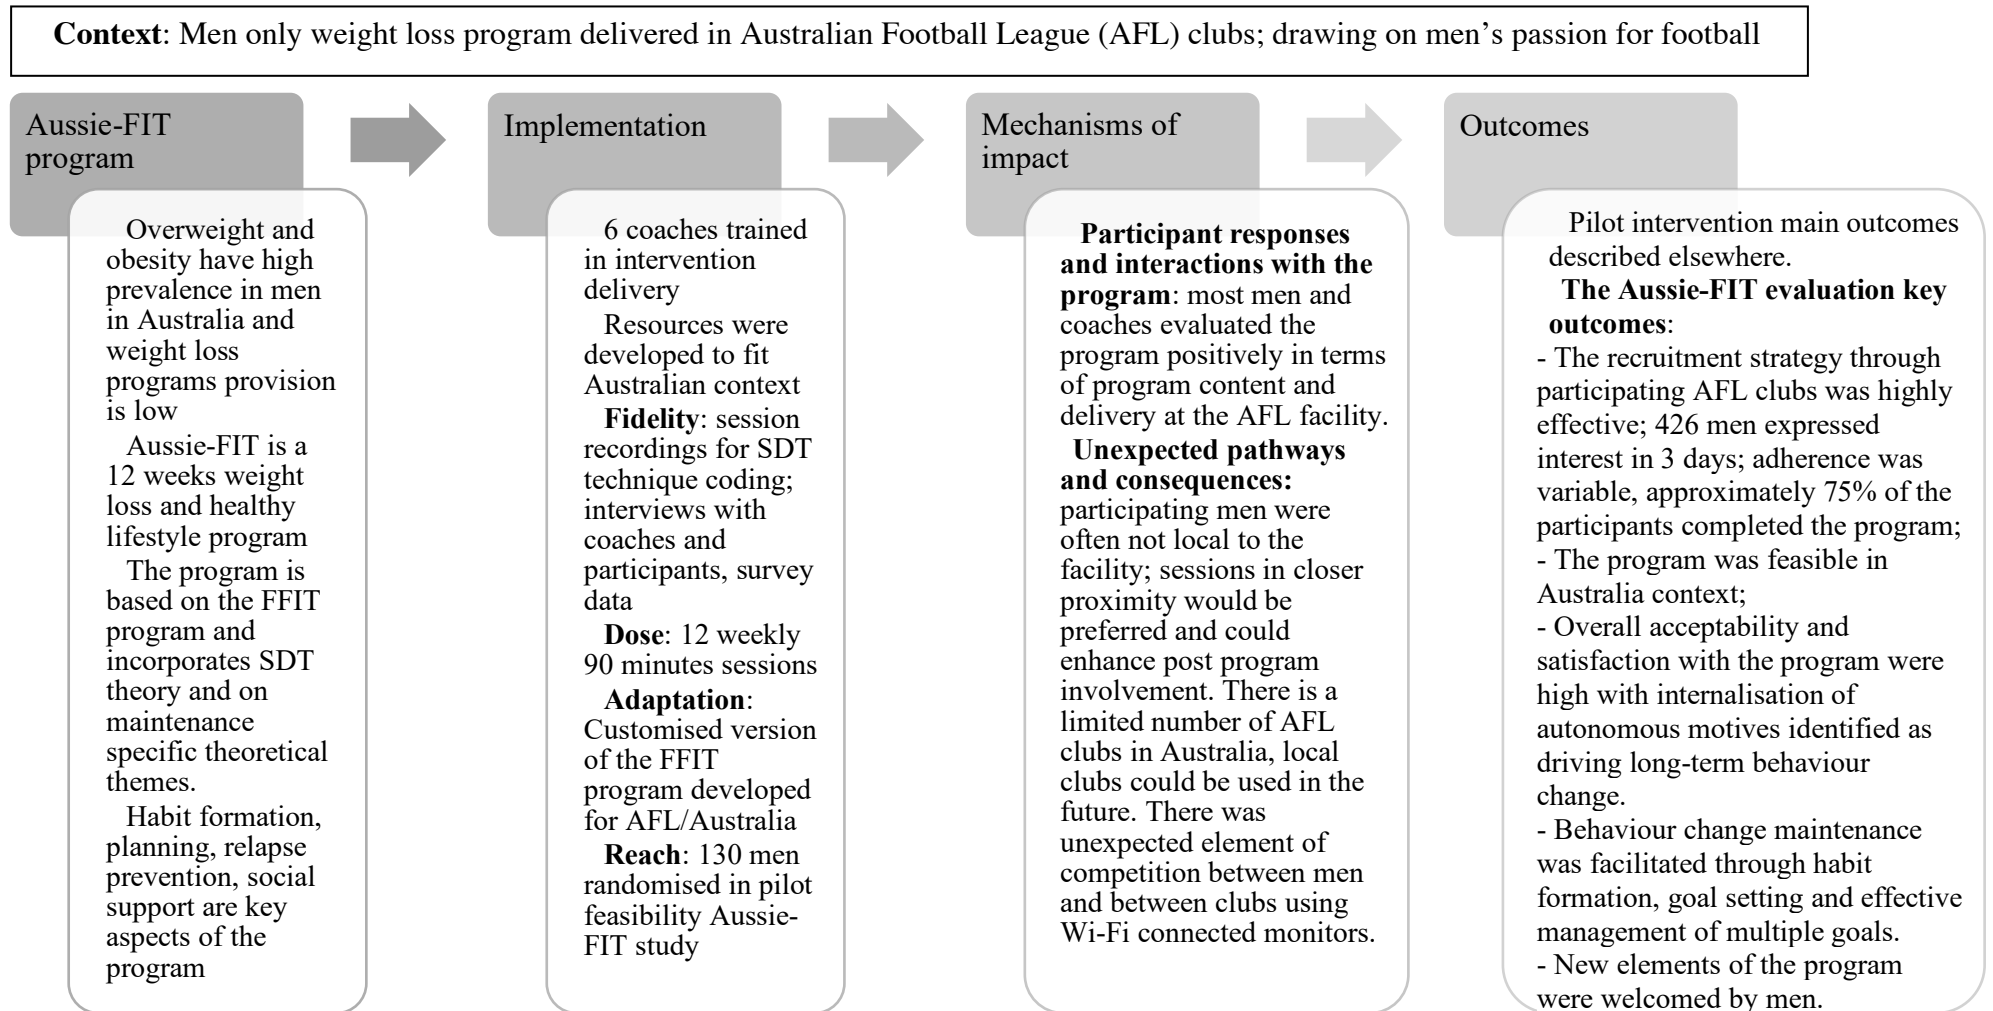 Context: Men only weight loss program delivered in Australian Football League (AFL) clubs; drawing on men’s passion for football
Aussie-FIT
program
Overweight and
obesity have high
prevalence in men
in Australia and
weight loss
programs provision
is low
Aussie-FIT is a
12 weeks weight
loss and healthy
lifestyle program
The program is
based on the FFIT
program and
incorporates SDT
theory and on
maintenance
specific theoretical
themes.
Habit formation,
planning, relapse
prevention, social
support are key
aspects of the
program
Implementation
6 coaches trained
in intervention
delivery
Resources were
developed to fit
Australian context
Fidelity: session
recordings for SDT
technique coding;
interviews with
coaches and
participants, survey
data
Dose: 12 weekly
90 minutes sessions
Adaptation:
Customised version
of the FFIT
program developed
for AFL/Australia
Reach: 130 men
randomised in pilot
feasibility Aussie-
FIT study
Mechanisms of
impact
Participant responses
and interactions with the
program: most men and
coaches evaluated the
program positively in terms
of program content and
delivery at the AFL facility.
Unexpected pathways
and consequences:
participating men were
often not local to the
facility; sessions in closer
proximity would be
preferred and could
enhance post program
involvement. There is a
limited number of AFL
clubs in Australia, local
clubs could be used in the
future. There was
unexpected element of
competition between men
and between clubs using
Wi-Fi connected monitors.
Outcomes
Pilot intervention main outcomes
described elsewhere.
The Aussie-FIT evaluation key
outcomes:
- The recruitment strategy through
participating AFL clubs was highly
effective; 426 men expressed
interest in 3 days; adherence was
variable, approximately 75% of the
participants completed the program;
- The program was feasible in
Australia context;
- Overall acceptability and
satisfaction with the program were
high with internalisation of
autonomous motives identified as
driving long-term behaviour
change.
- Behaviour change maintenance
was facilitated through habit
formation, goal setting and effective
management of multiple goals.
- New elements of the program
were welcomed by men.